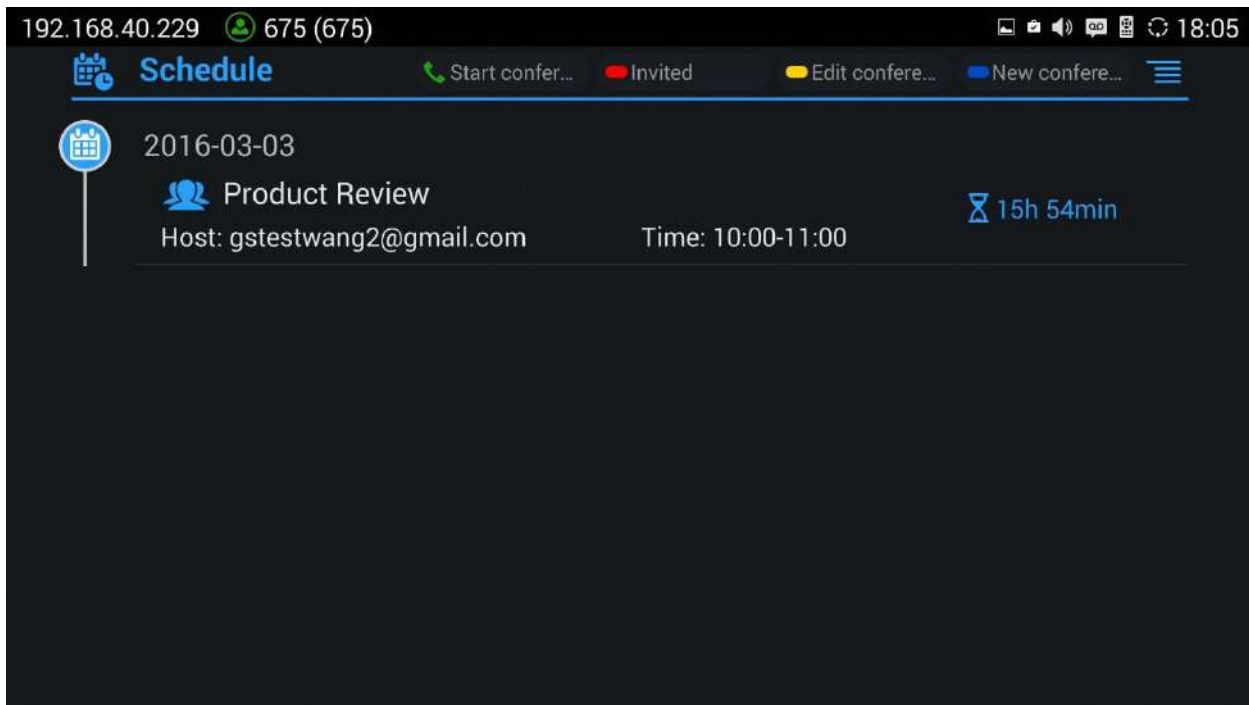 192.168.40.229 675 (675) 18:05
Schedule Start confer... Invited Edit confere... New confere...
2016-03-03
Product Review
15h 54min
Host: gstestwang2@gmail.com Time: 10:00-11:00